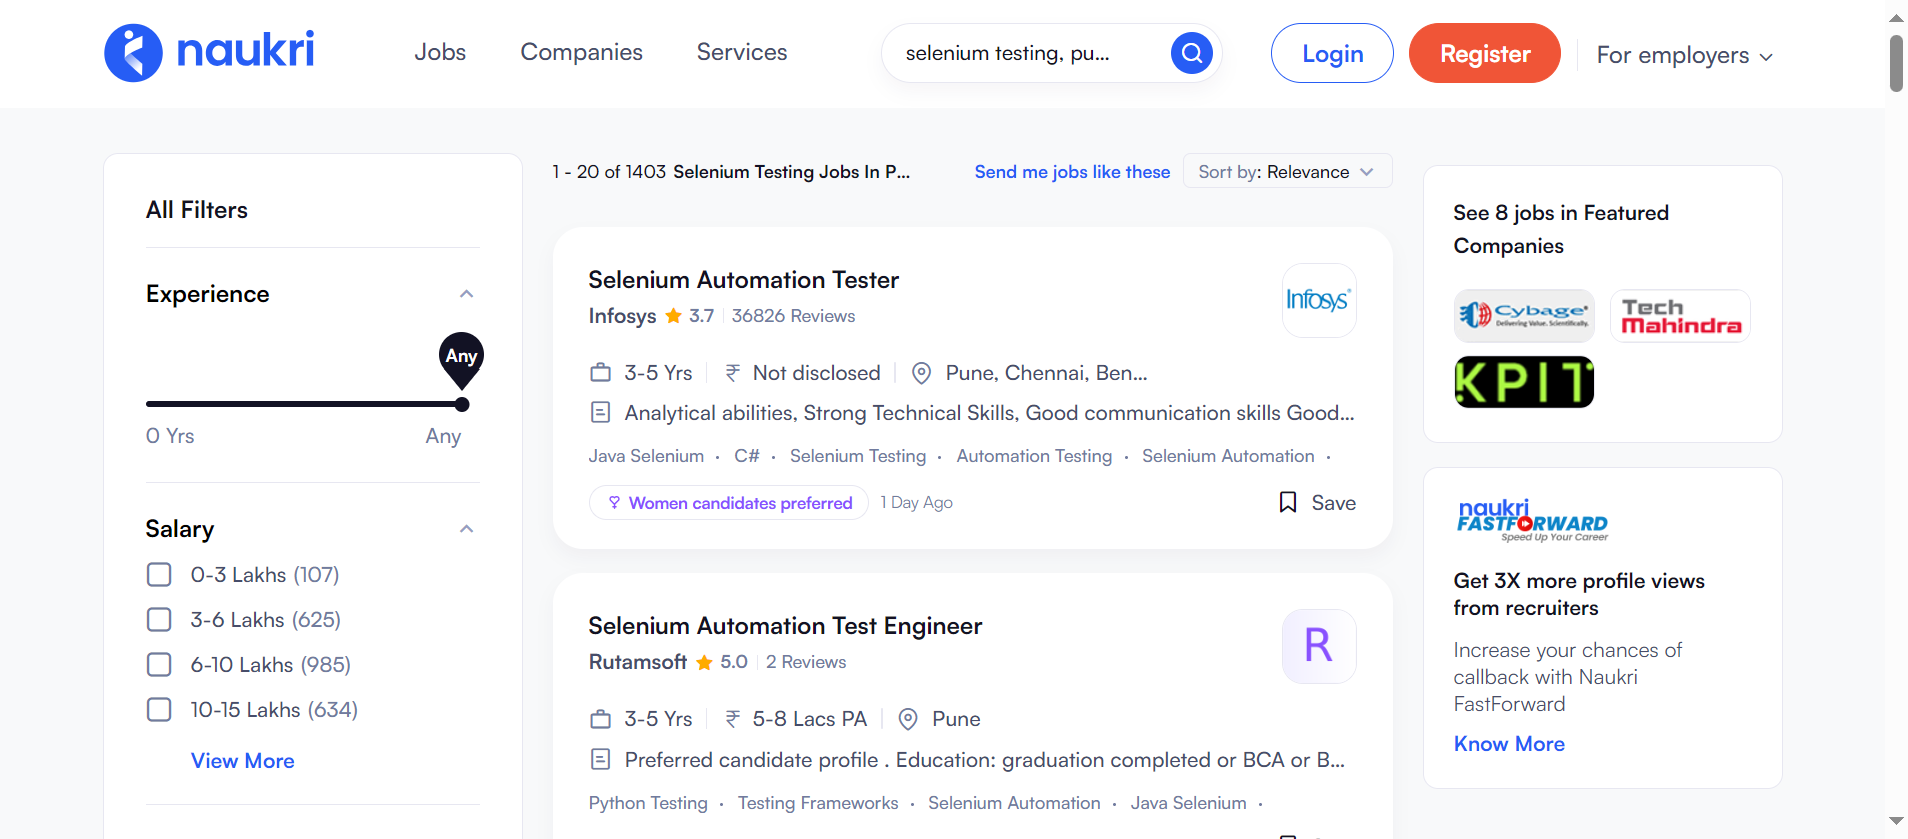 naukri
Jobs
Companies
Services
selenium testing, pu...
Login
Register
For employers
All Filters
Experience
Any
0 Yrs
Any
Salary
0-3 Lakhs (107)
3-6 Lakhs (625)
6-10 Lakhs (985)
10-15 Lakhs (634)
View More
1 - 20 of 1403 Selenium Testing Jobs In P...
Send me jobs like these
Sort by: Relevance
Selenium Automation Tester
Infosys 3.7 36826 Reviews
Infosys
3-5 Yrs ₹ Not disclosed Pune, Chennai, Ben...
Analytical abilities, Strong Technical Skills, Good communication skills Good...
Java Selenium · C# · Selenium Testing · Automation Testing · Selenium Automation ·
Women candidates preferred 1 Day Ago
Save
Selenium Automation Test Engineer
Rutamsoft 5.0 2 Reviews
R
3-5 Yrs ₹ 5-8 Lacs PA Pune
Preferred candidate profile . Education: graduation completed or BCA or B...
Python Testing · Testing Frameworks · Selenium Automation · Java Selenium ·
See 8 jobs in Featured
Companies
Cybage
Delivering Value. Scientifically.
Tech
Mahindra
KPIT
naukri
FASTFORWARD
Speed Up Your Career
Get 3X more profile views
from recruiters
Increase your chances of
callback with Naukri
FastForward
Know More